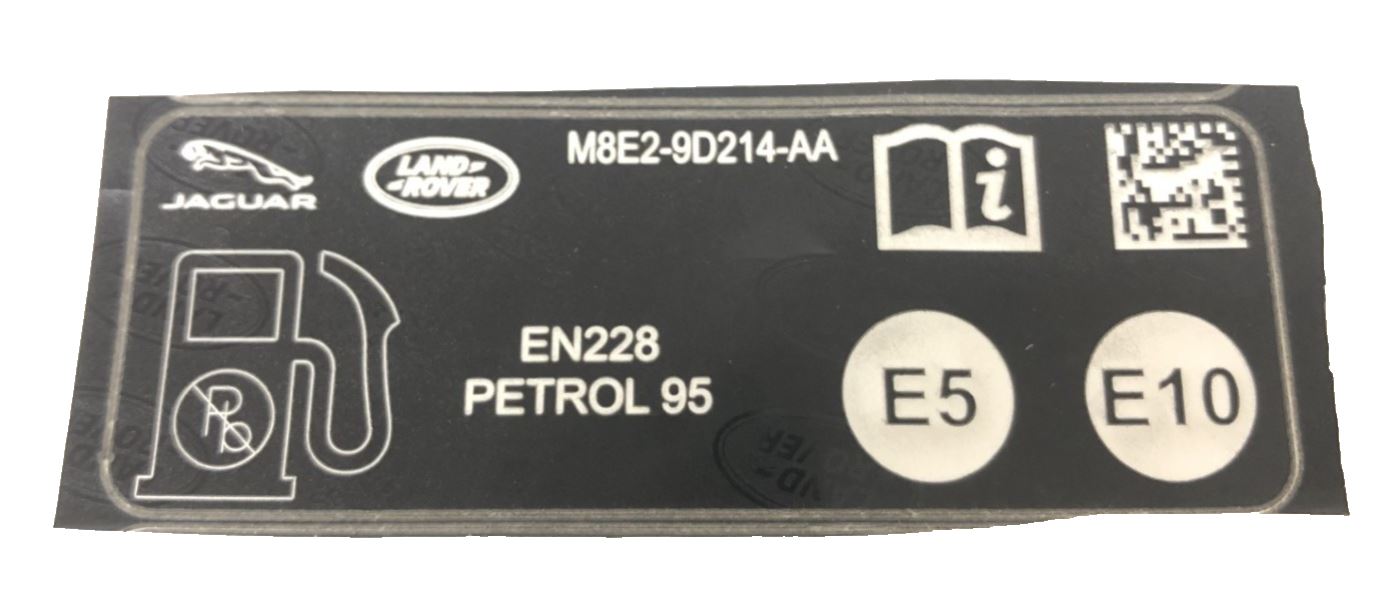 JAGUAR
LAND
ROVER
M8E2-9D214-AA
i
Pb
EN228
PETROL 95
E5
E10